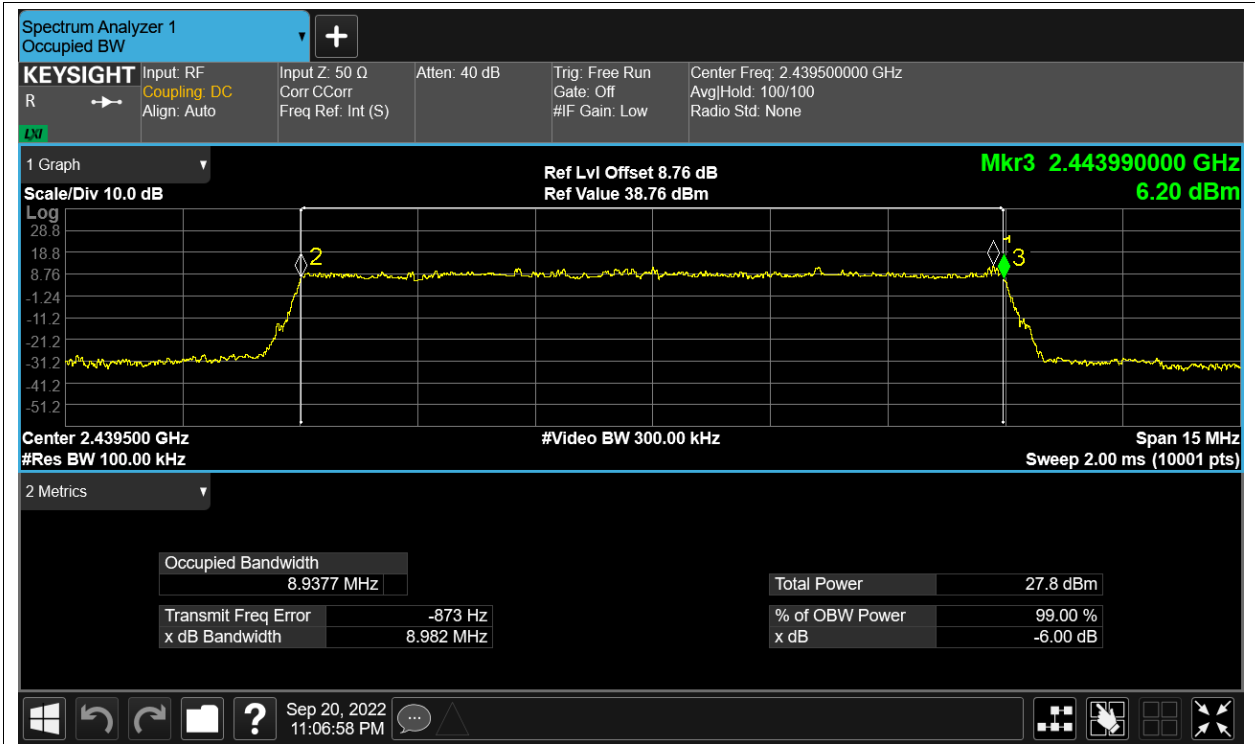 Spectrum Analyzer 1
Occupied BW
KEYSIGHT
R
LXI
Input: RF
Coupling: DC
Align: Auto
Input Z: 50 Ω
Corr CCorr
Freq Ref: Int (S)
Atten: 40 dB
Trig: Free Run
Gate: Off
#IF Gain: Low
Center Freq: 2.439500000 GHz
Avg|Hold: 100/100
Radio Std: None
1 Graph
Scale/Div 10.0 dB
Ref Lvl Offset 8.76 dB
Ref Value 38.76 dBm
Mkr3 2.443990000 GHz
6.20 dBm
Log
28.8
18.8
8.76
-1.24
-11.2
-21.2
-31.2
-41.2
-51.2
2
1
3
Center 2.439500 GHz
#Video BW 300.00 kHz
Span 15 MHz
#Res BW 100.00 kHz
Sweep 2.00 ms (10001 pts)
2 Metrics
Occupied Bandwidth
8.9377 MHz
Total Power 27.8 dBm
Transmit Freq Error -873 Hz
% of OBW Power 99.00 %
x dB Bandwidth 8.982 MHz
x dB -6.00 dB
?
Sep 20, 2022
11:06:58 PM